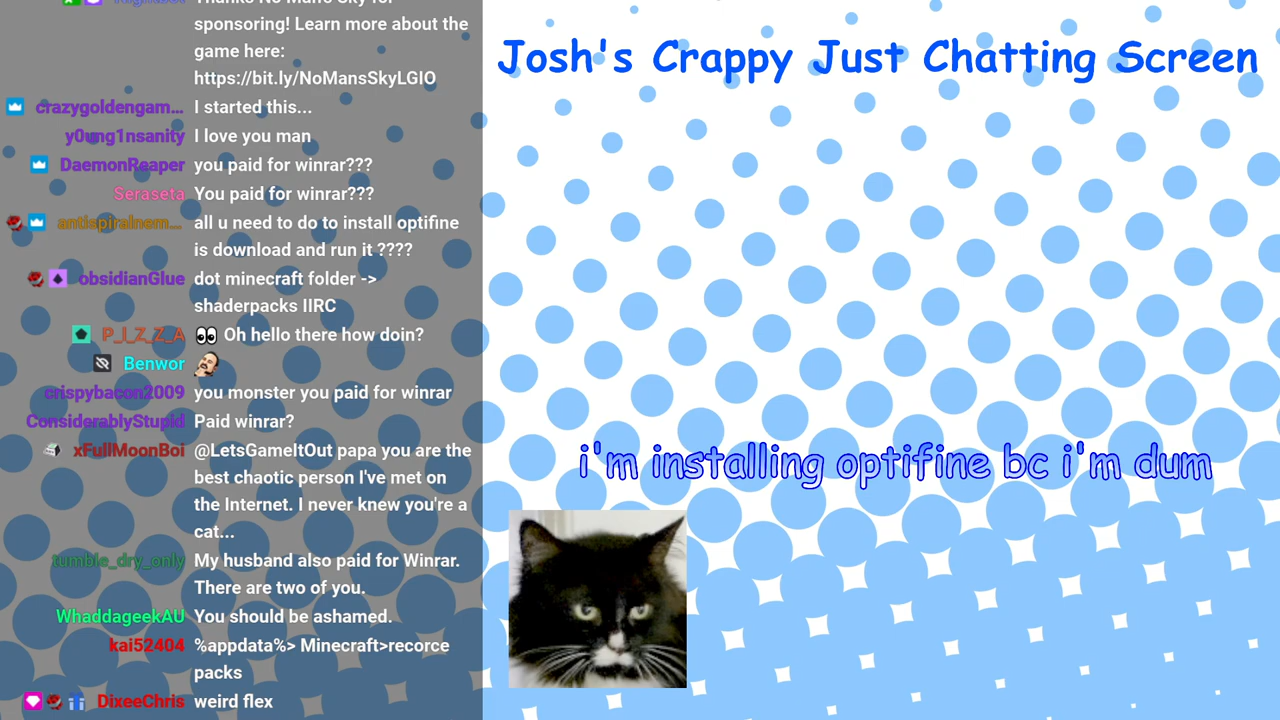 Thanks No Man's Sky for
sponsoring! Learn more about the
game here:
https://bit.ly/NoMansSkyLGIO
crazygoldengam... I started this...
y0ung1nsanity I love you man
DaemonReaper you paid for winrar???
Seraseta You paid for winrar???
antispiralnem... all u need to do to install optifine
is download and run it ????
obsidianGlue dot minecraft folder ->
shaderpacks IIRC
P_I_Z_Z_A 👀 Oh hello there how doin?
Benwor
crispybacon2009 you monster you paid for winrar
ConsiderablyStupid Paid winrar?
xFullMoonBoi @LetsGameItOut papa you are the
best chaotic person I've met on
the Internet. I never knew you're a
cat...
tumble_dry_only My husband also paid for Winrar.
There are two of you.
WhaddageekAU You should be ashamed.
kai52404 %appdata%> Minecraft>recorce
packs
DixeeChris weird flex
Josh's Crappy Just Chatting Screen
i'm installing optifine bc i'm dum